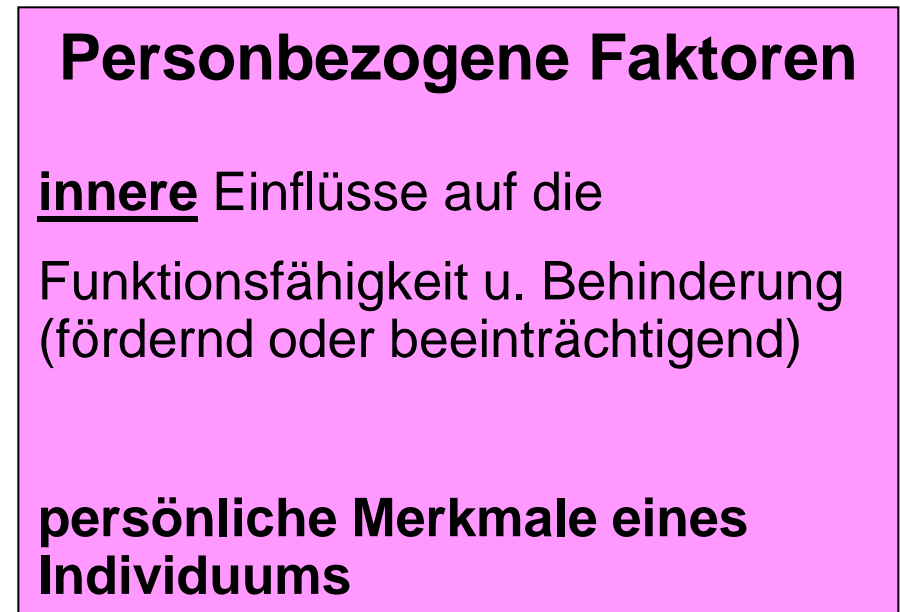 Personbezogene Faktoren
innere Einflüsse auf die
Funktionsfähigkeit u. Behinderung
(fördernd oder beeinträchtigend)
persönliche Merkmale eines
Individuums